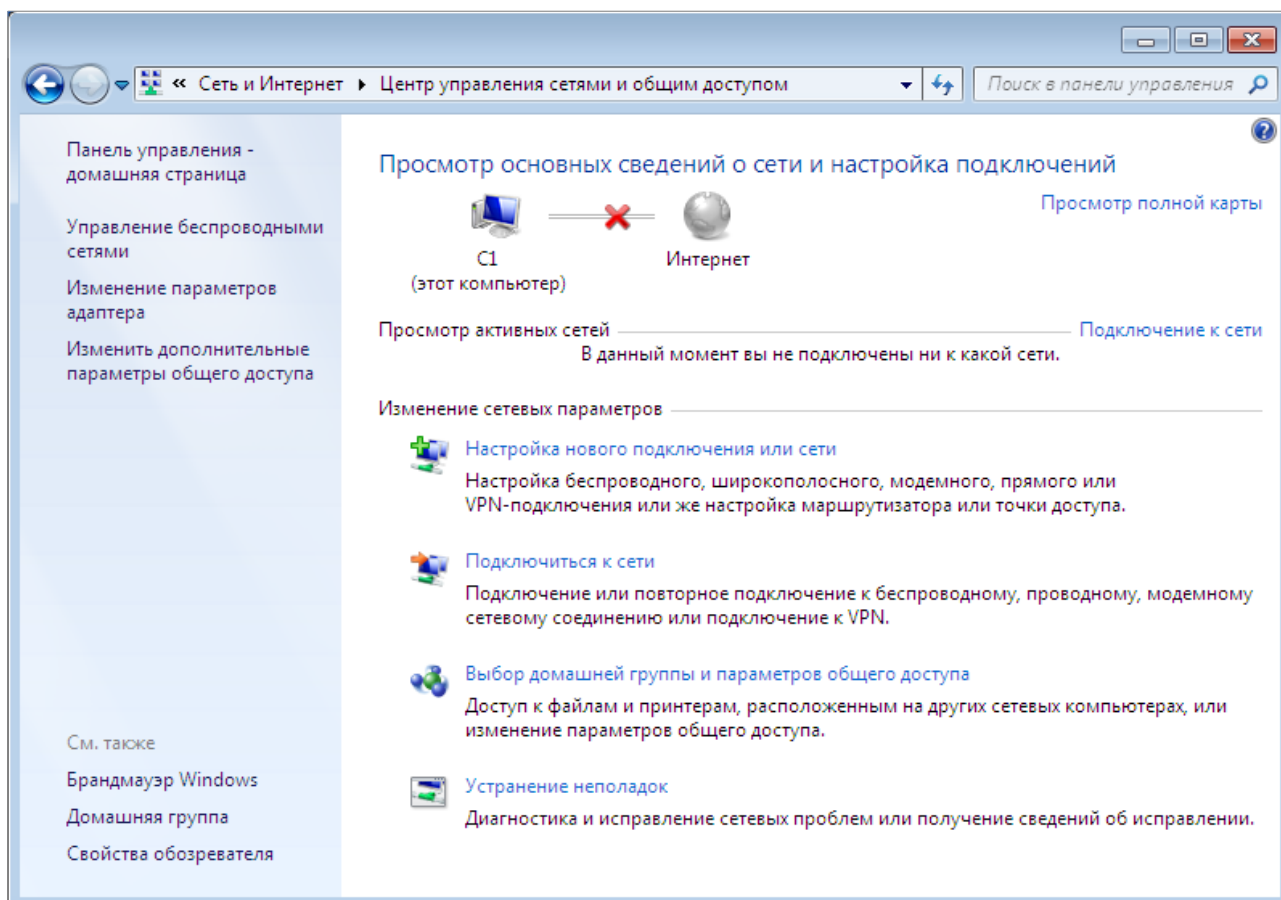 « Сеть и Интернет Центр управления сетями и общим доступом Поиск в панели управления
Панель управления -
домашняя страница
Управление беспроводными
сетями
Изменение параметров
адаптера
Изменить дополнительные
параметры общего доступа
См. также
Брандмауэр Windows
Домашняя группа
Свойства обозревателя
Просмотр основных сведений о сети и настройка подключений
Просмотр полной карты
C1
(этот компьютер)
Интернет
Просмотр активных сетей Подключение к сети
В данный момент вы не подключены ни к какой сети.
Изменение сетевых параметров
Настройка нового подключения или сети
Настройка беспроводного, широкополосного, модемного, прямого или
VPN-подключения или же настройка маршрутизатора или точки доступа.
Подключиться к сети
Подключение или повторное подключение к беспроводному, проводному, модемному
сетевому соединению или подключение к VPN.
Выбор домашней группы и параметров общего доступа
Доступ к файлам и принтерам, расположенным на других сетевых компьютерах, или
изменение параметров общего доступа.
Устранение неполадок
Диагностика и исправление сетевых проблем или получение сведений об исправлении.